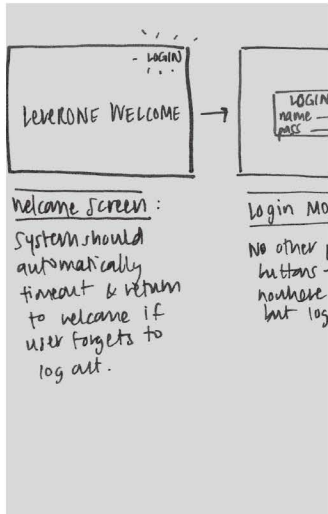 LOGIN
LEVERONE WELCOME
Welcome Screen:
System should
automatically
timeout & return
to welcome if
user forgets to
log out.
LOGIN
name
pass
Login MO
No other
buttons
nowhere
but log